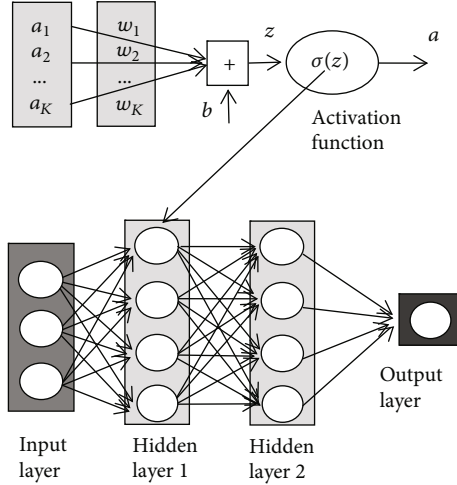 a1 w1 z a
a2 w2 + σ(z)
... ...
aK wK b
Activation
function
Output
layer
Input
layer
Hidden
layer 1
Hidden
layer 2